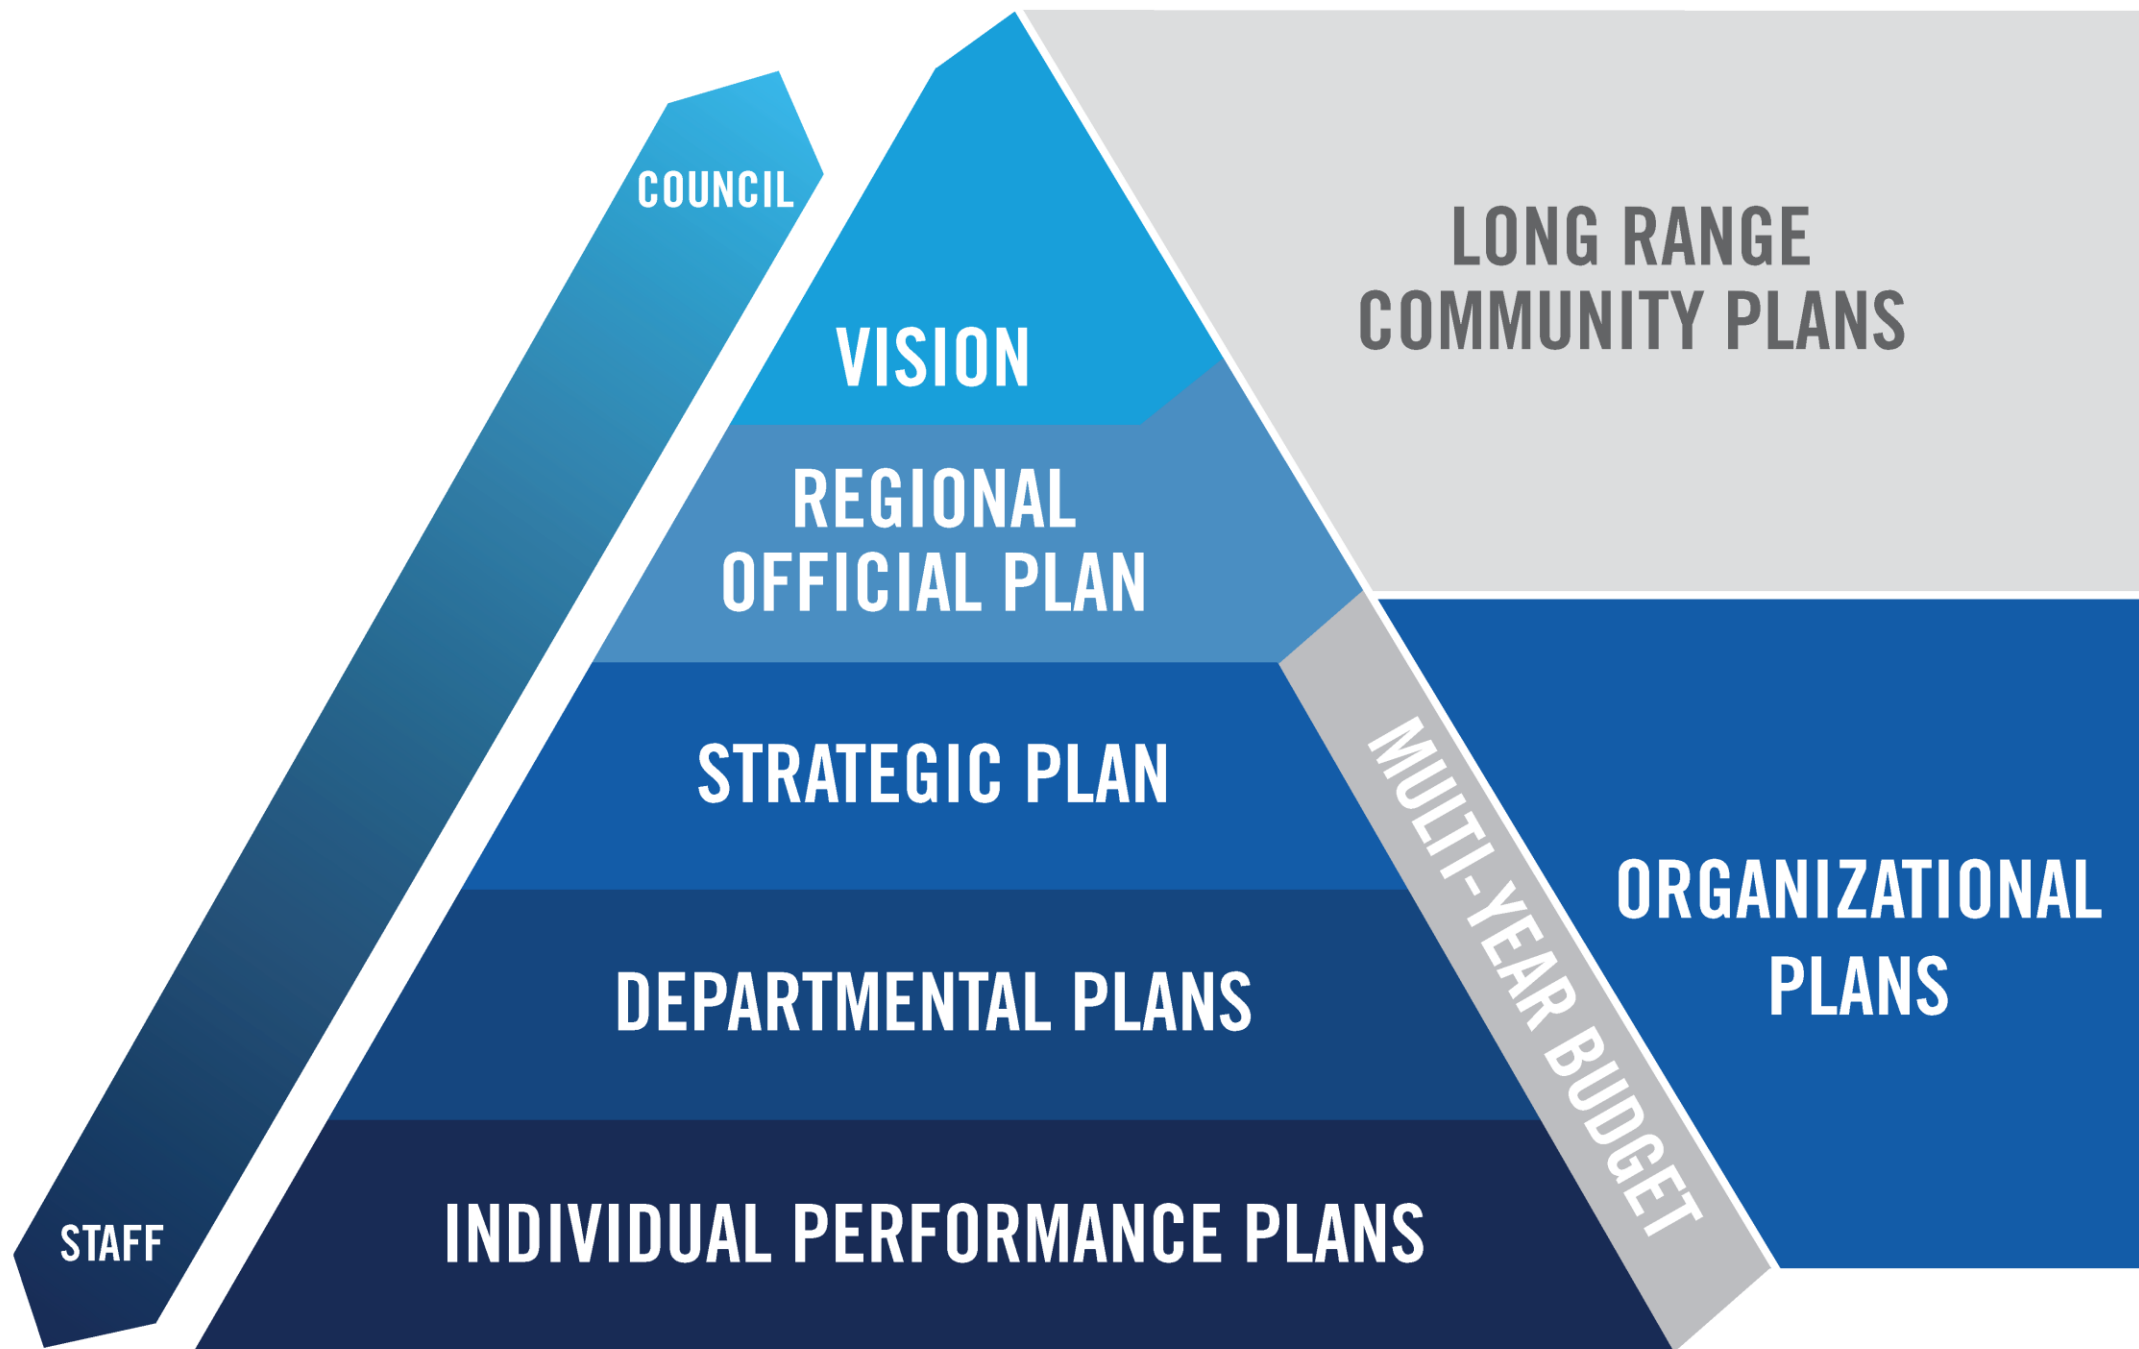 COUNCIL
STAFF
VISION
REGIONAL
OFFICIAL PLAN
STRATEGIC PLAN
DEPARTMENTAL PLANS
INDIVIDUAL PERFORMANCE PLANS
MULTI-YEAR BUDGET
LONG RANGE
COMMUNITY PLANS
ORGANIZATIONAL
PLANS